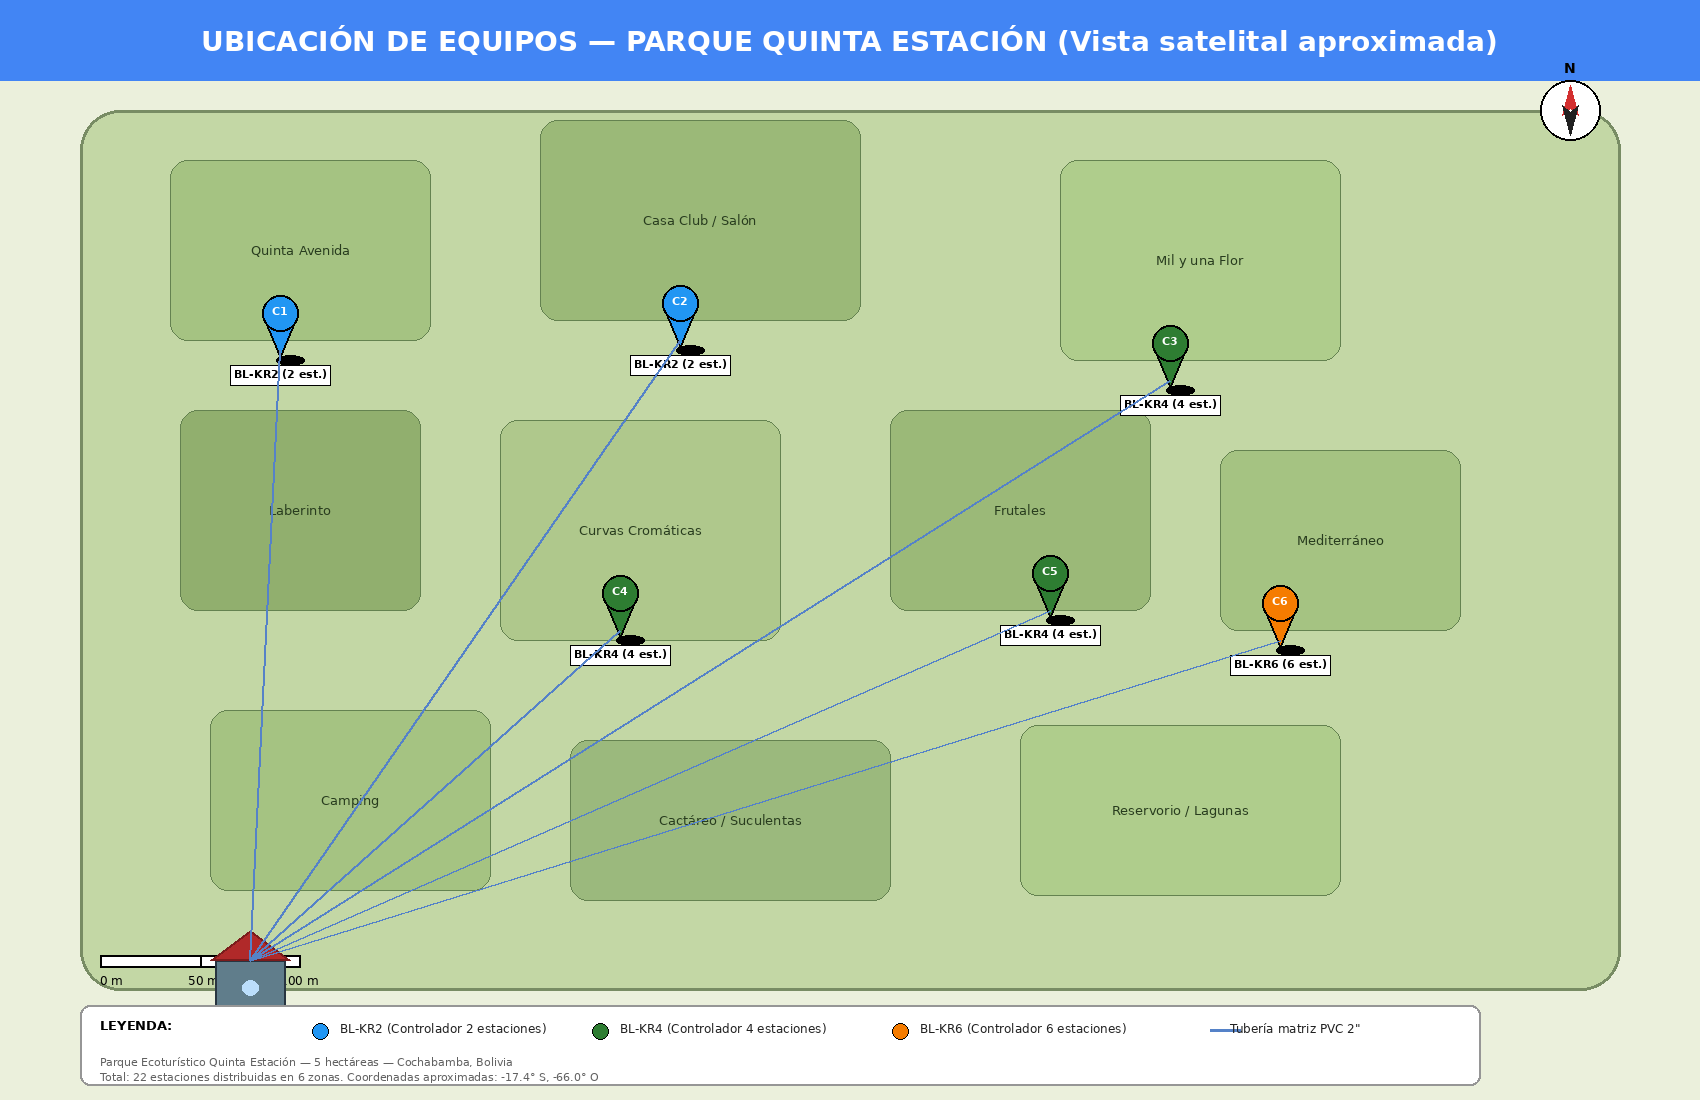 UBICACIÓN DE EQUIPOS — PARQUE QUINTA ESTACIÓN (Vista satelital aproximada)
N
Casa Club / Salón
Quinta Avenida
Mil y una Flor
C1
C2
C3
BL-KR2 (2 est.)
BL-KR2 (2 est.)
BL-KR4 (4 est.)
Laberinto
Curvas Cromáticas
Frutales
Mediterráneo
C4
C5
C6
BL-KR4 (4 est.)
BL-KR4 (4 est.)
BL-KR6 (6 est.)
Camping
Cactáreo / Suculentas
Reservorio / Lagunas
0 m 50 m 00 m
LEYENDA:
BL-KR2 (Controlador 2 estaciones)
BL-KR4 (Controlador 4 estaciones)
BL-KR6 (Controlador 6 estaciones)
Tubería matriz PVC 2"
Parque Ecoturístico Quinta Estación — 5 hectáreas — Cochabamba, Bolivia
Total: 22 estaciones distribuidas en 6 zonas. Coordenadas aproximadas: -17.4° S, -66.0° O